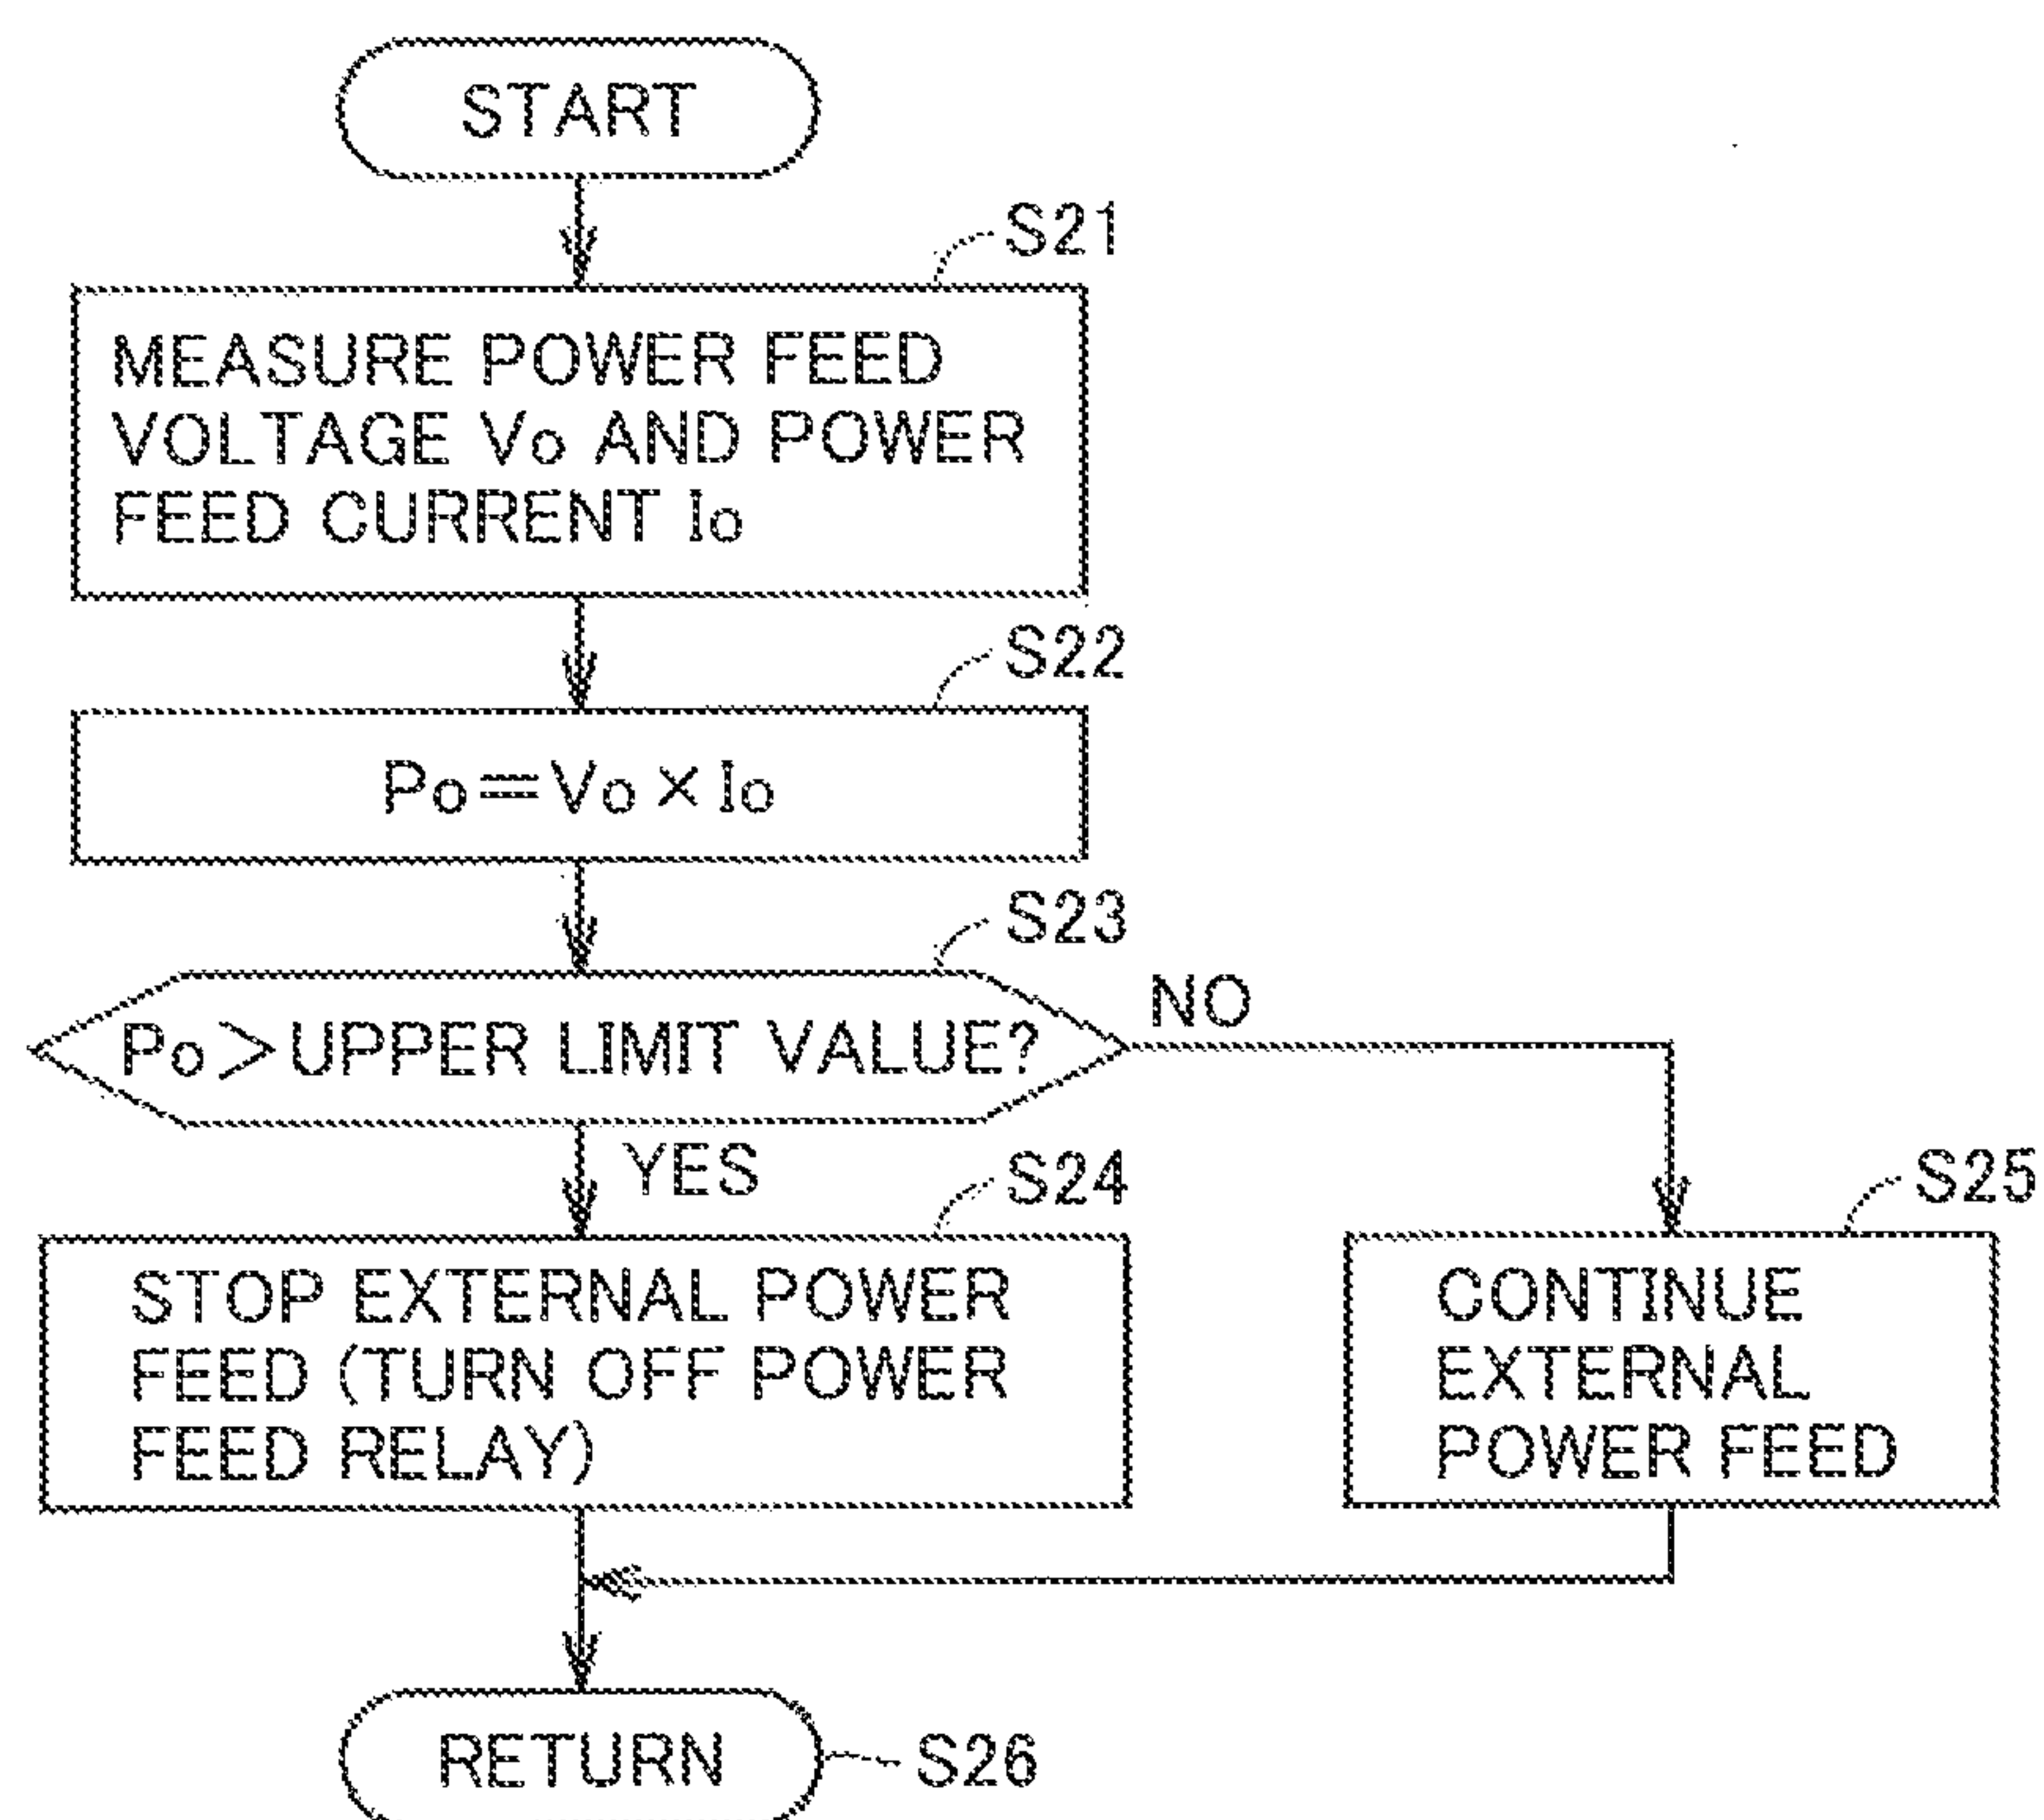 START
S21
MEASURE POWER FEED
VOLTAGE Vo AND POWER
FEED CURRENT Io
S22
Po=Vo×Io
S23
Po>UPPER LIMIT VALUE?
NO
YES
S24
STOP EXTERNAL POWER
FEED (TURN OFF POWER
FEED RELAY)
S25
CONTINUE
EXTERNAL
POWER FEED
RETURN
S26